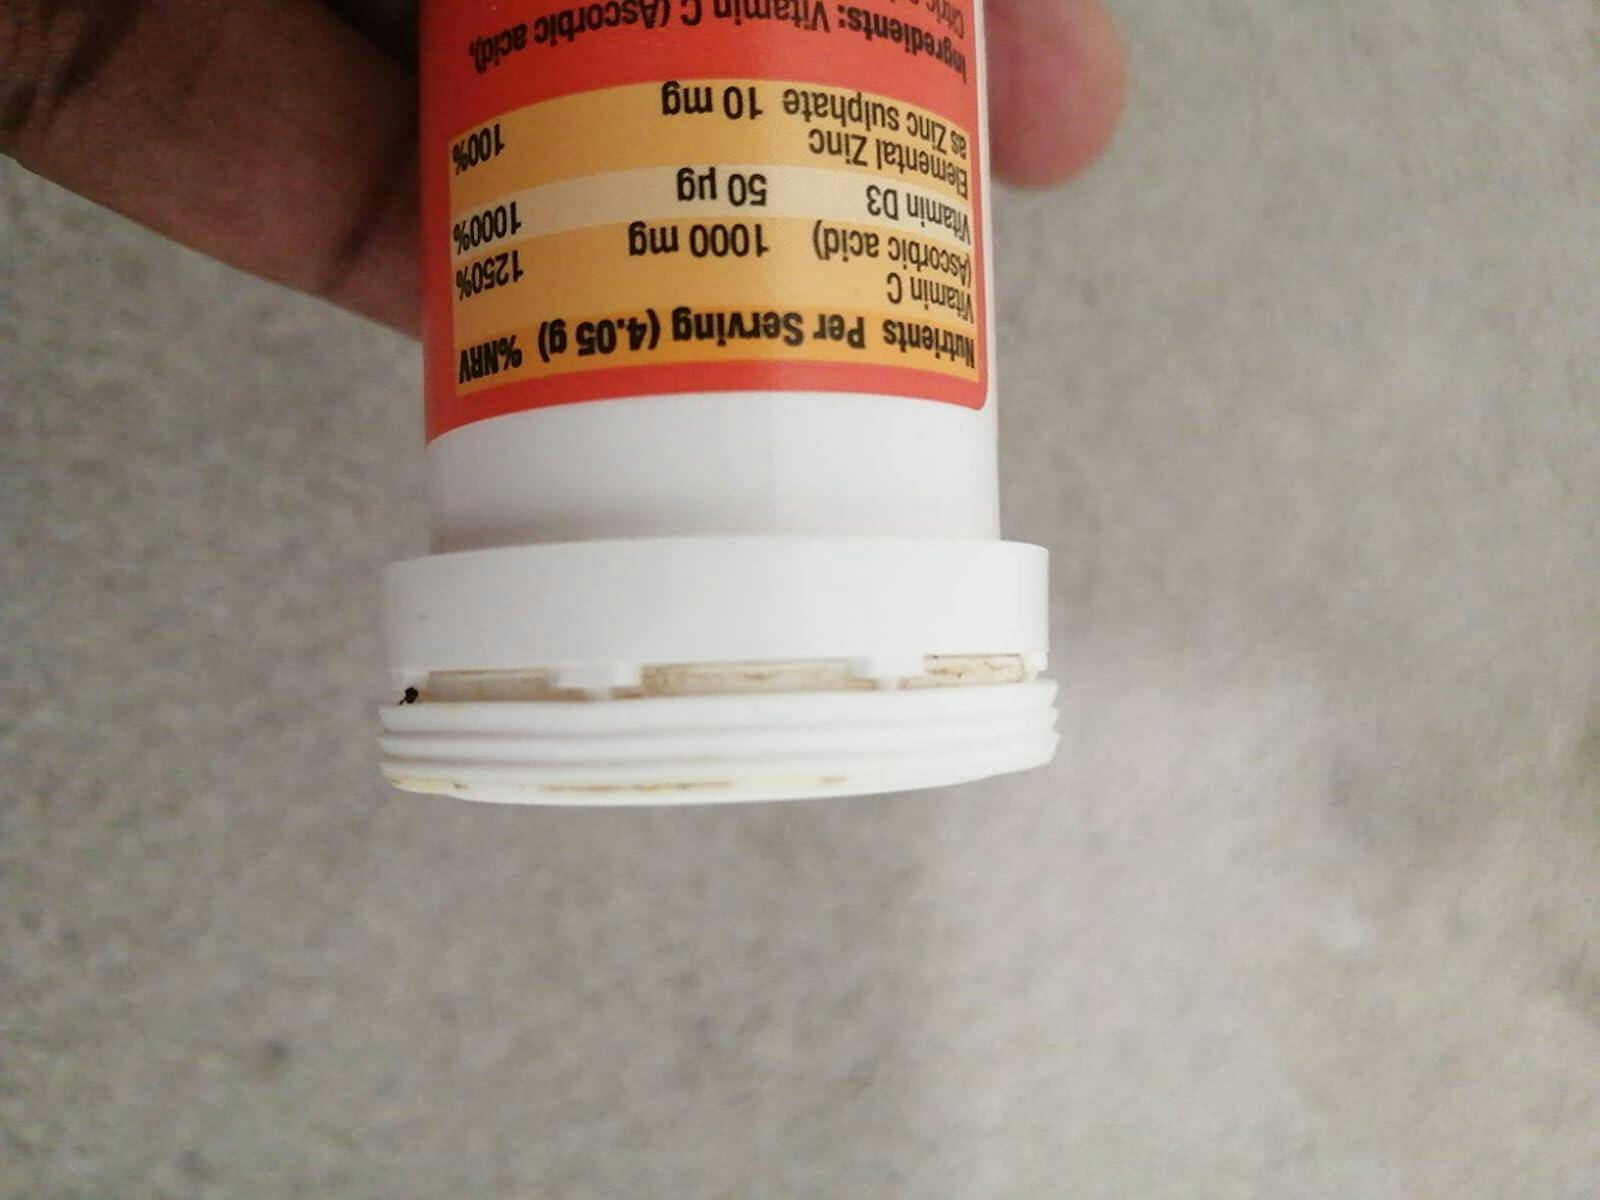 Nutrients Per Serving (4.05 g) %NRV
Vitamin C
(Ascorbic acid) 1000 mg 1250%
Vitamin D3 50 µg 1000%
Elemental Zinc
as Zinc sulphate 10 mg 100%
Ingredients: Vitamin C (Ascorbic acid),
Citric